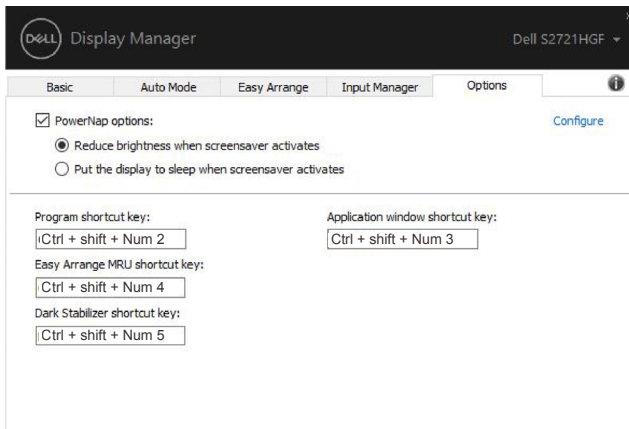 DELL Display Manager
Dell S2721HGF
Basic
Auto Mode
Easy Arrange
Input Manager
Options
PowerNap options:
Configure
Reduce brightness when screensaver activates
Put the display to sleep when screensaver activates
Program shortcut key:
Application window shortcut key:
Ctrl + shift + Num 2
Ctrl + shift + Num 3
Easy Arrange MRU shortcut key:
Ctrl + shift + Num 4
Dark Stabilizer shortcut key:
Ctrl + shift + Num 5